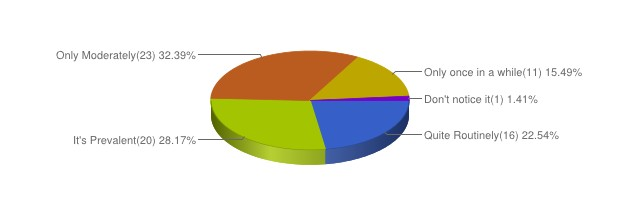 Only Moderately(23) 32.39%
Only once in a while(11) 15.49%
Don't notice it(1) 1.41%
It's Prevalent(20) 28.17%
Quite Routinely(16) 22.54%